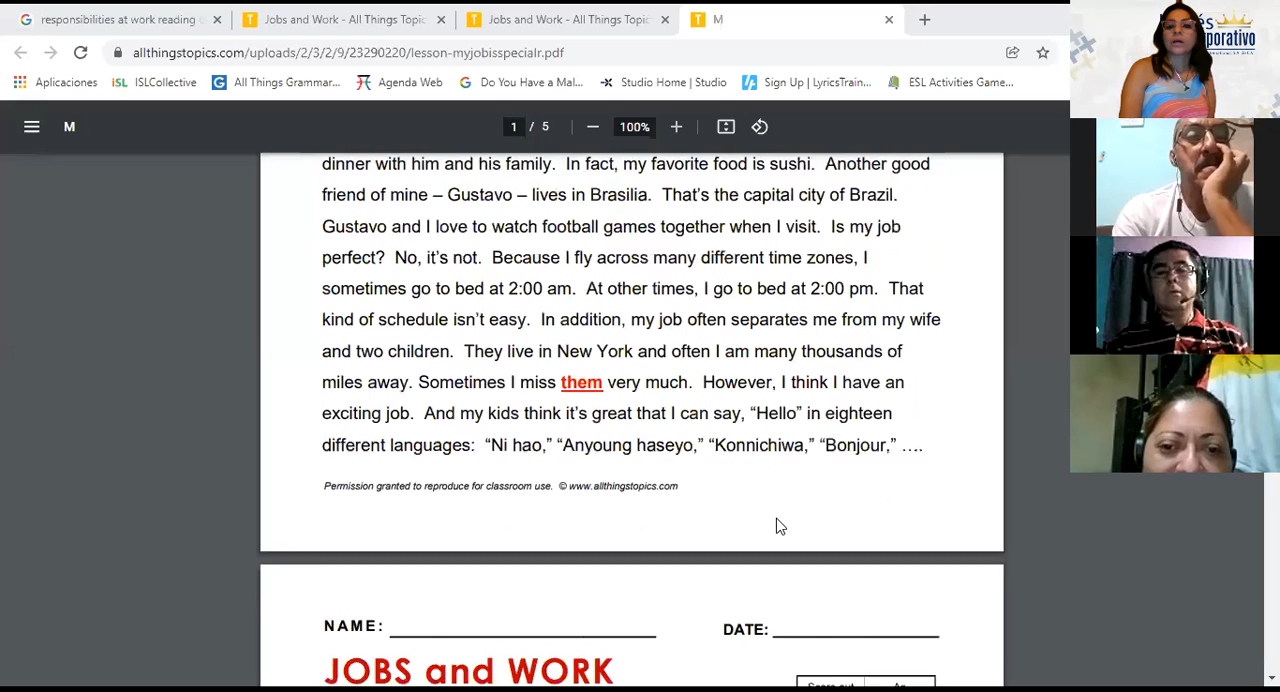 responsibilities at work reading
Jobs and Work - All Things Topic
Jobs and Work - All Things Topic
M
allthingstopics.com/uploads/2/3/2/9/23290220/lesson-myjobisspecialr.pdf
Aplicaciones
iSL ISLCollective
All Things Grammar...
Agenda Web
Do You Have a Mal...
Studio Home | Studio
Sign Up | LyricsTrain...
ESL Activities Game...
M
1 / 5
100%
dinner with him and his family. In fact, my favorite food is sushi. Another good
friend of mine – Gustavo – lives in Brasilia. That's the capital city of Brazil.
Gustavo and I love to watch football games together when I visit. Is my job
perfect? No, it's not. Because I fly across many different time zones, I
sometimes go to bed at 2:00 am. At other times, I go to bed at 2:00 pm. That
kind of schedule isn't easy. In addition, my job often separates me from my wife
and two children. They live in New York and often I am many thousands of
miles away. Sometimes I miss them very much. However, I think I have an
exciting job. And my kids think it's great that I can say, “Hello” in eighteen
different languages: “Ni hao,” “Anyoung haseyo,” “Konnichiwa,” “Bonjour,” ….
Permission granted to reproduce for classroom use. © www.allthingstopics.com
NAME:
DATE:
JOBS and WORK